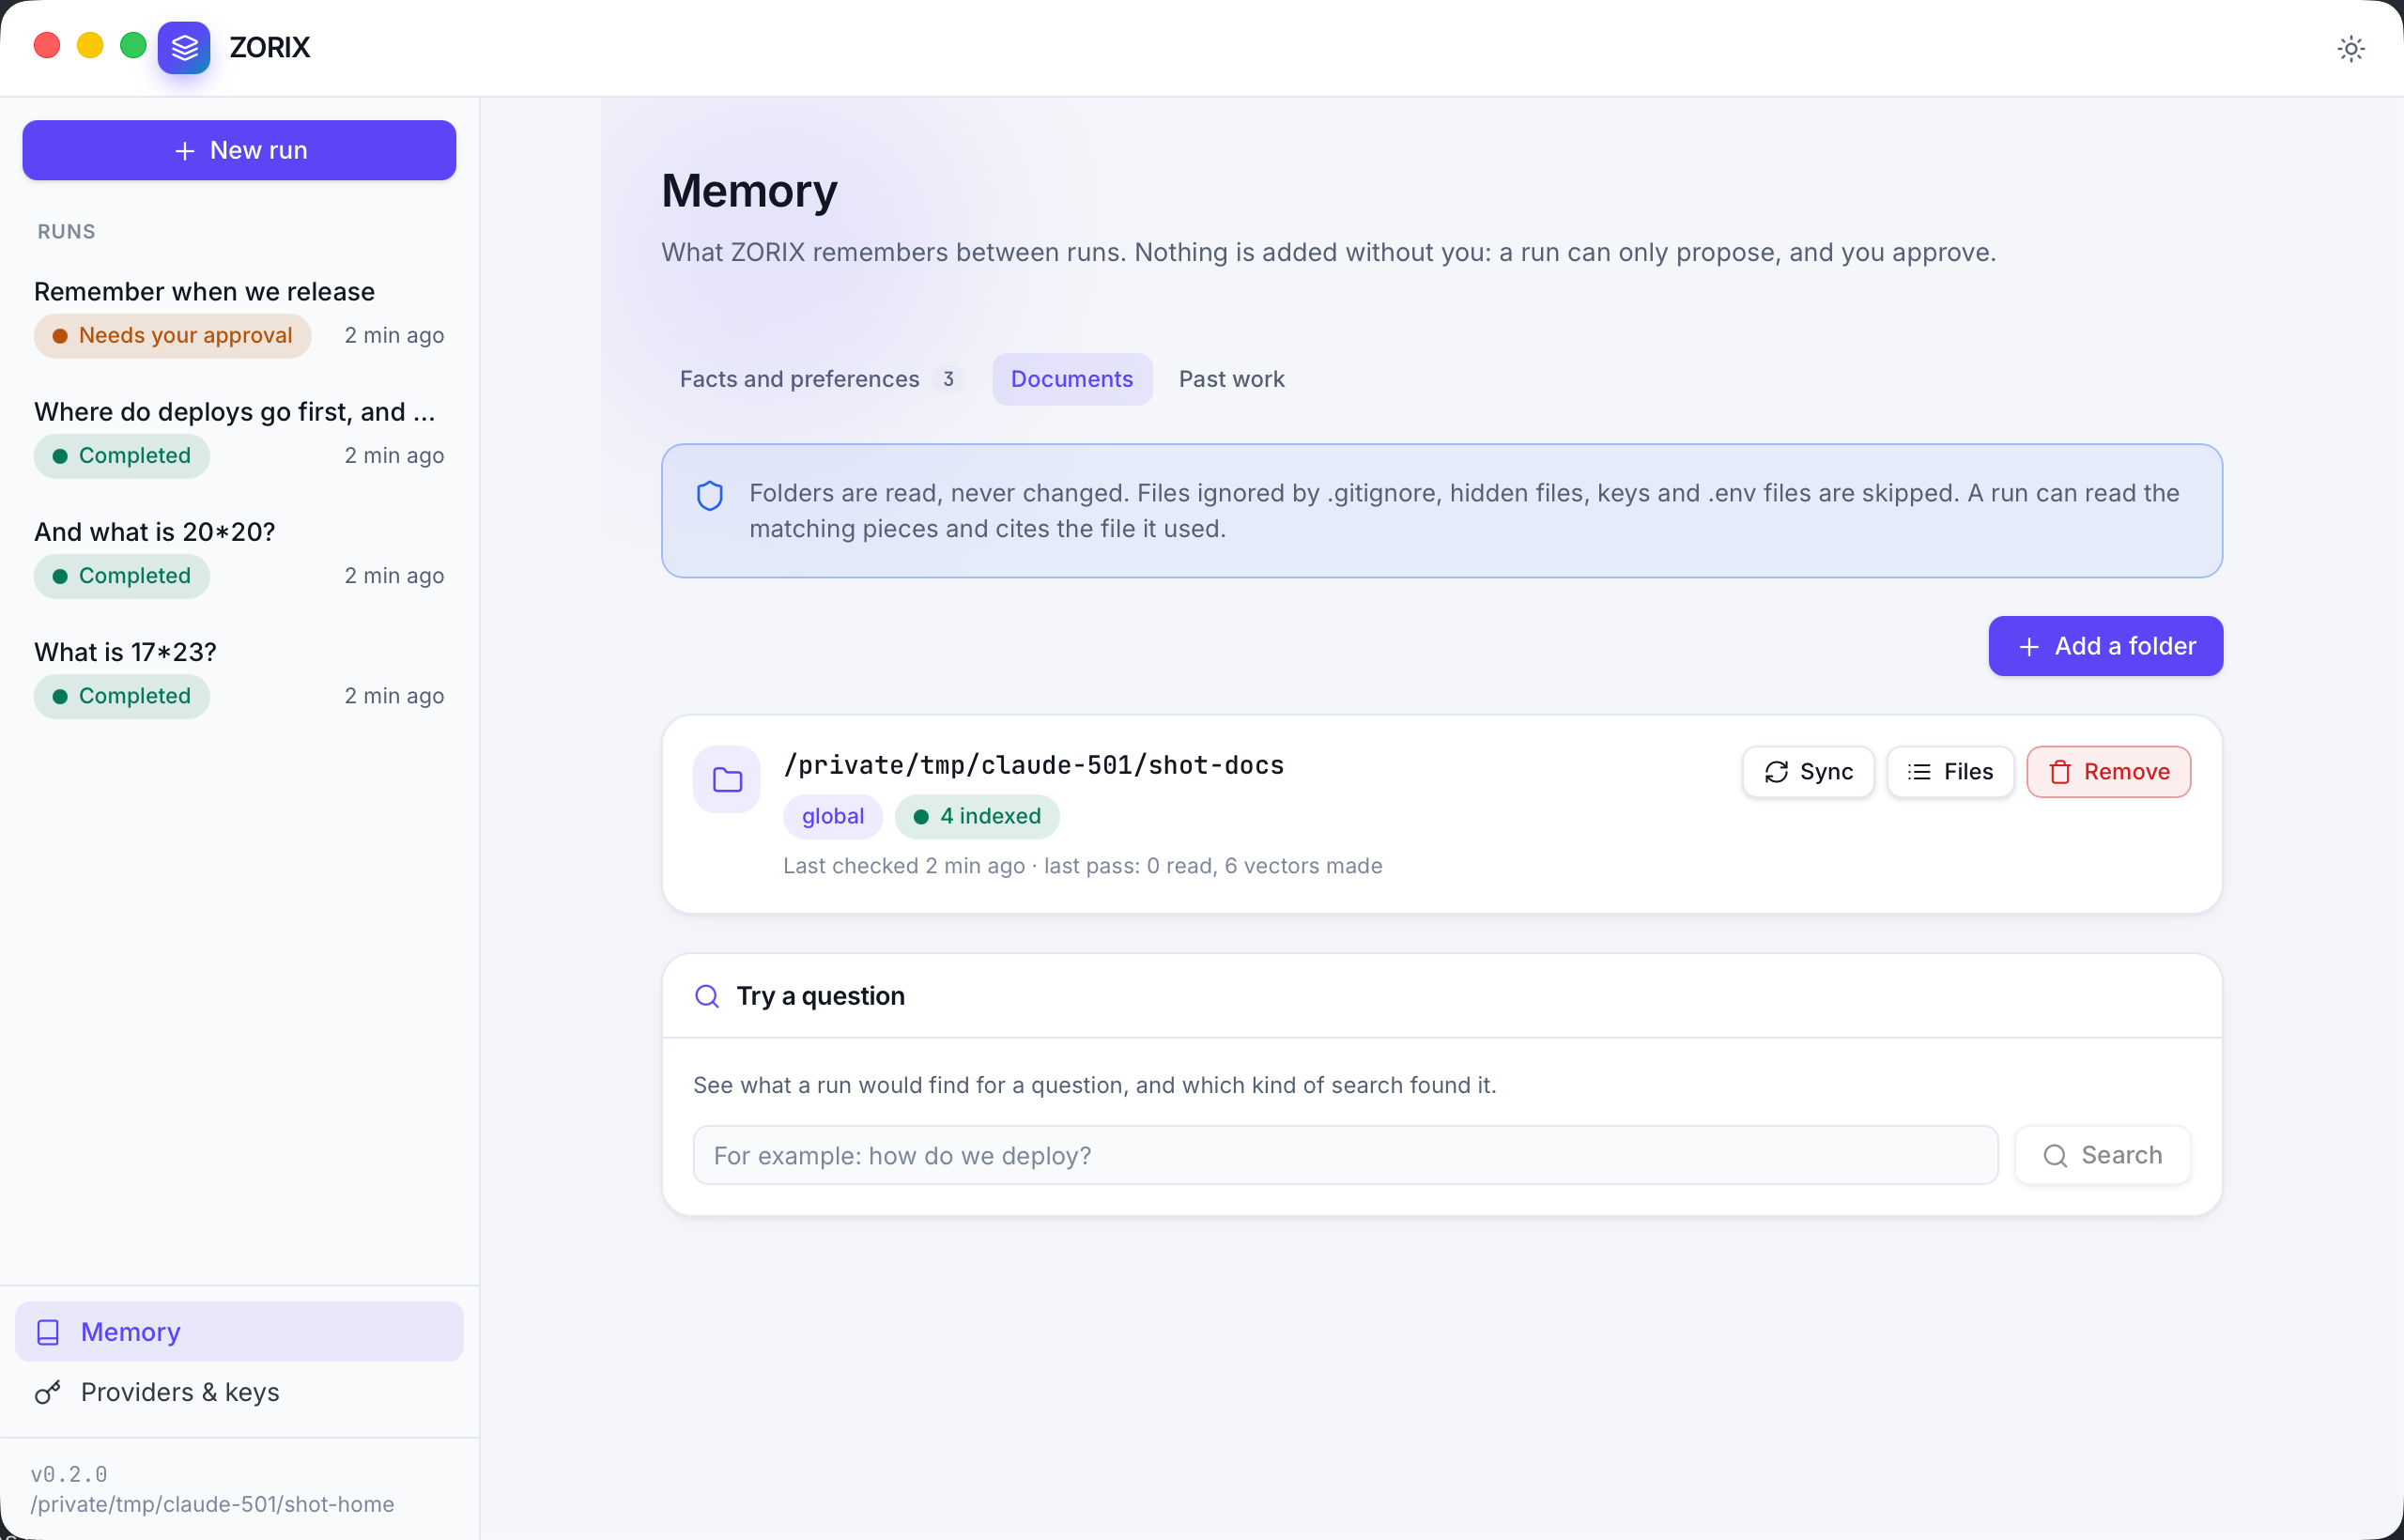 ZORIX
New run
RUNS
Remember when we release
Needs your approval 2 min ago
Where do deploys go first, and ...
Completed 2 min ago
And what is 20*20?
Completed 2 min ago
What is 17*23?
Completed 2 min ago
Memory
Providers & keys
v0.2.0
/private/tmp/claude-501/shot-home
Memory
What ZORIX remembers between runs. Nothing is added without you: a run can only propose, and you approve.
Facts and preferences 3 Documents Past work
Folders are read, never changed. Files ignored by .gitignore, hidden files, keys and .env files are skipped. A run can read the
matching pieces and cites the file it used.
Add a folder
/private/tmp/claude-501/shot-docs
Sync Files Remove
global 4 indexed
Last checked 2 min ago · last pass: 0 read, 6 vectors made
Try a question
See what a run would find for a question, and which kind of search found it.
For example: how do we deploy? Search